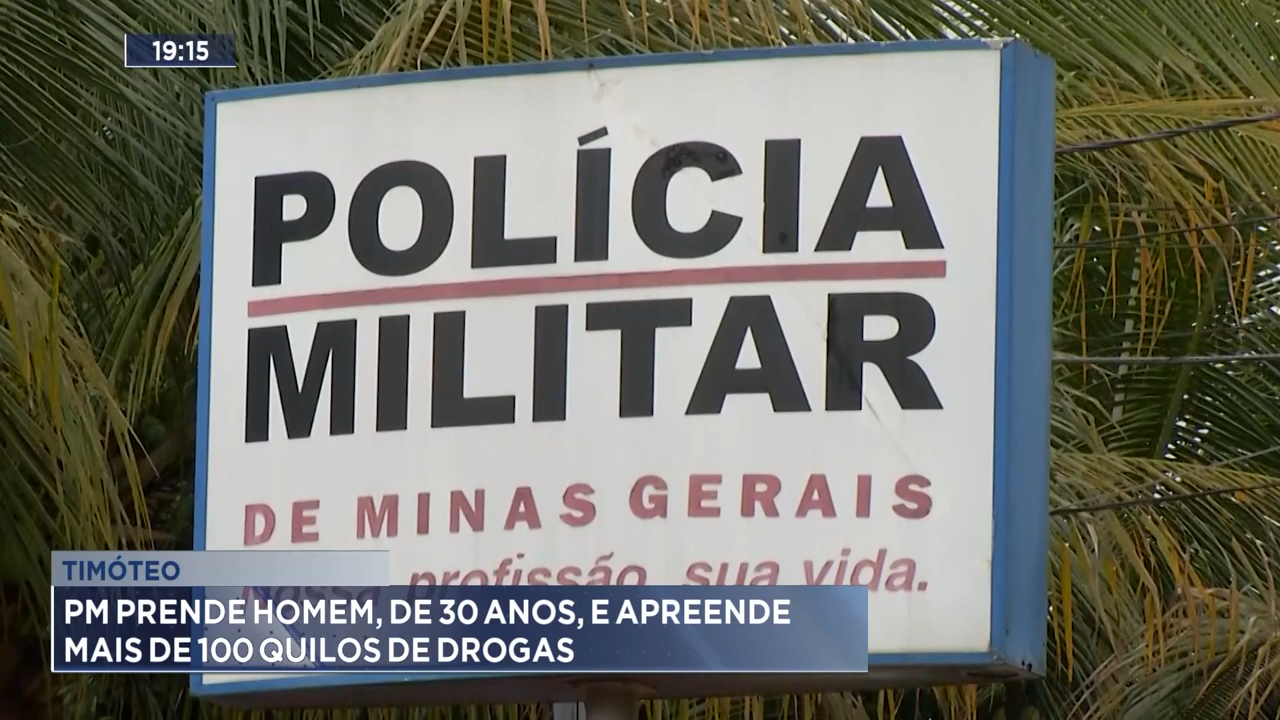 19:15
POLÍCIA
MILITAR
DE MINAS GERAIS
Nossa profissão, sua vida.
TIMÓTEO
PM PRENDE HOMEM, DE 30 ANOS, E APREENDE
MAIS DE 100 QUILOS DE DROGAS